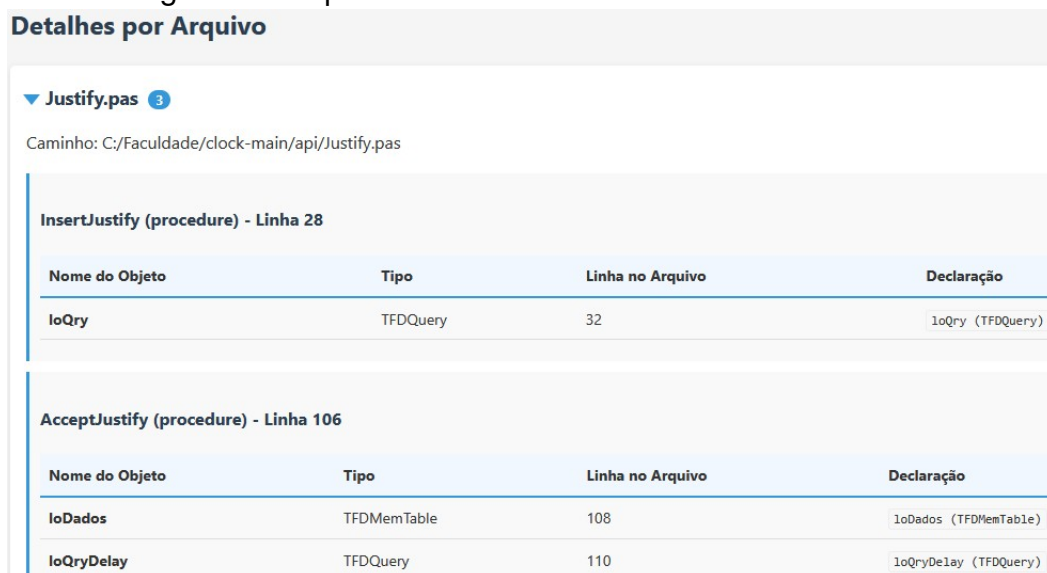 Detalhes por Arquivo
Justify.pas 3
Caminho: C:/Faculdade/clock-main/api/Justify.pas
InsertJustify (procedure) - Linha 28
Nome do Objeto Tipo Linha no Arquivo Declaração
loQry TFDQuery 32 loQry (TFDQuery)
AcceptJustify (procedure) - Linha 106
Nome do Objeto Tipo Linha no Arquivo Declaração
loDados TFDMemTable 108 loDados (TFDMemTable)
loQryDelay TFDQuery 110 loQryDelay (TFDQuery)